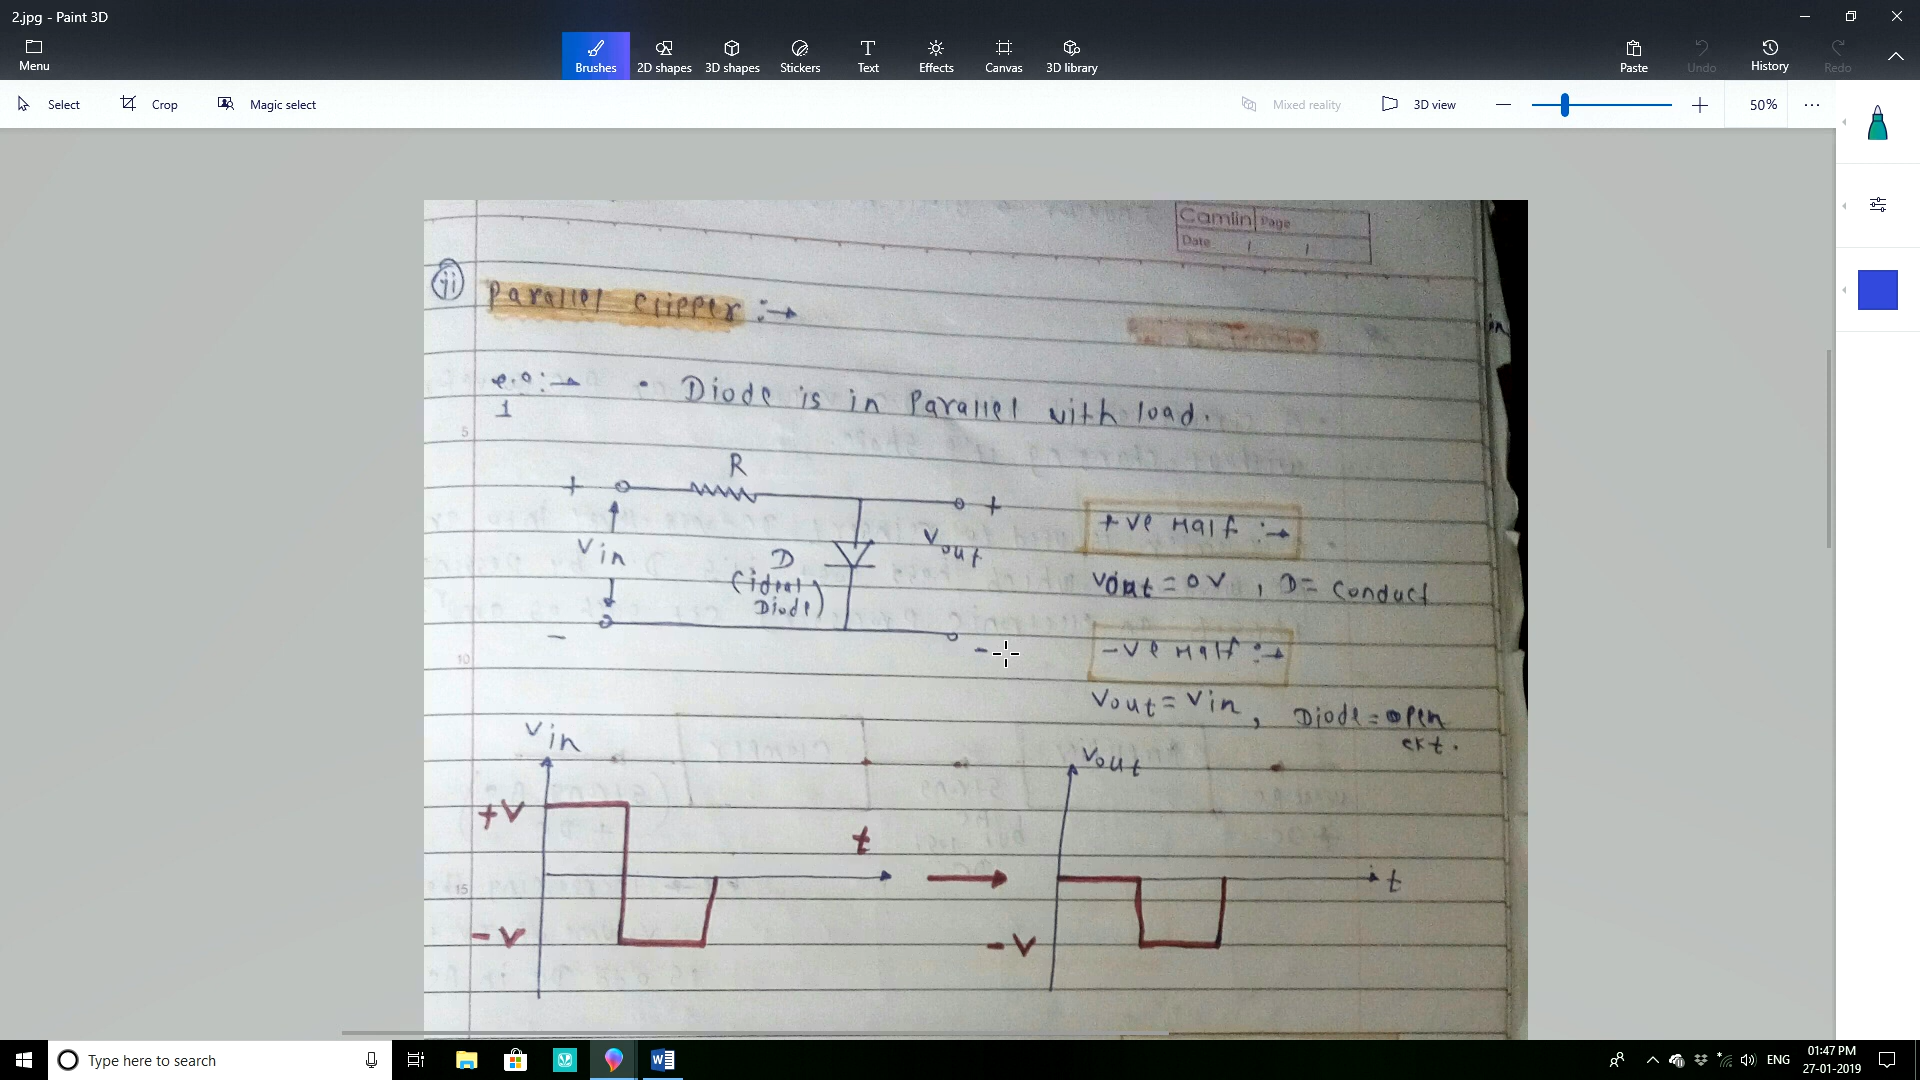 2.jpg - Paint 3D
Menu
Brushes
2D shapes
3D shapes
Stickers
Text
Effects
Canvas
3D library
Paste
Undo
History
Redo
Select
Crop
Magic select
Mixed reality
3D view
50%
Camlin Page
Date / /
(ii) Parallel Clipper :→
e.g :→ • Diode is in Parallel with load.
1
5
R
+ +
Vin
D
(ideal
Diode)
Vout
- -
+ve Half :→
Vout = 0V , D = Conduct
-ve Half :→
Vout = Vin , Diode = open
ckt.
10
Vin
+V
t
-V
15
Vout
t
-V
Type here to search
ENG
01:47 PM
27-01-2019